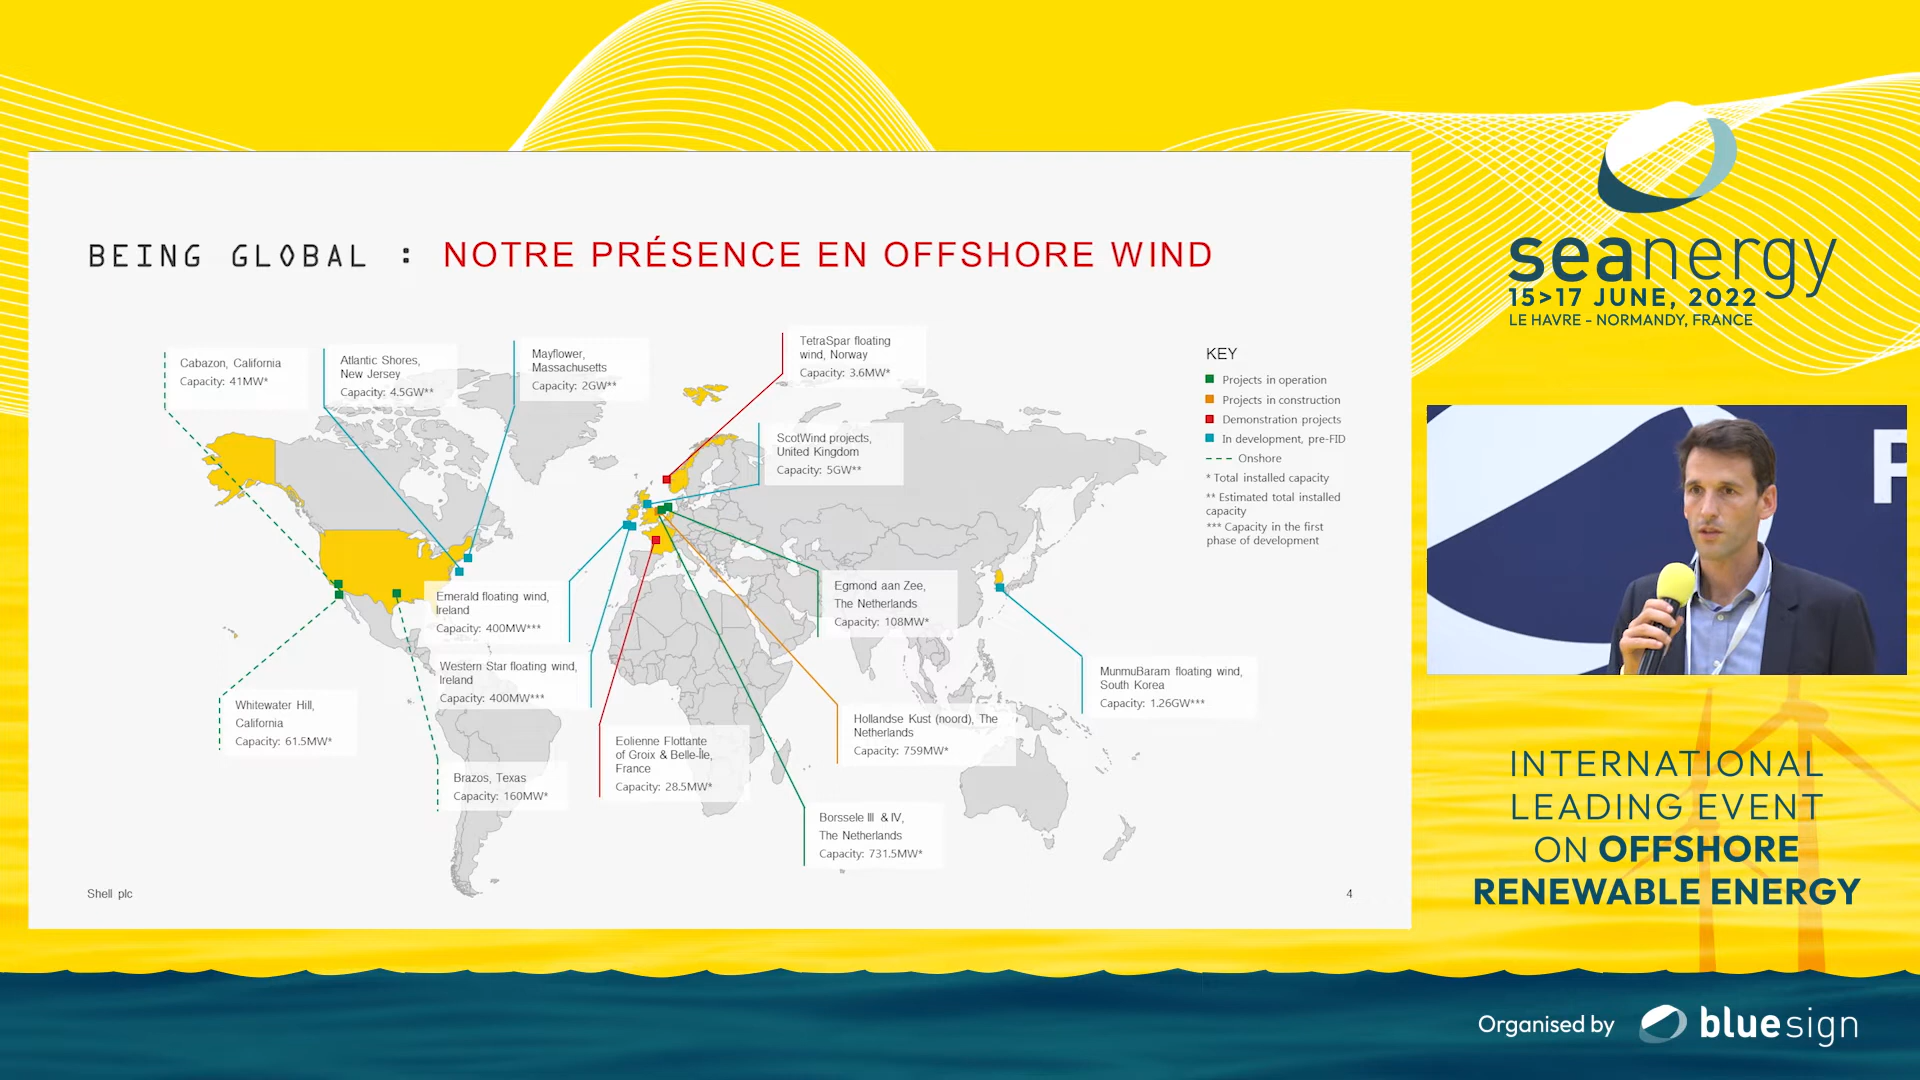 BEING GLOBAL : NOTRE PRÉSENCE EN OFFSHORE WIND
Cabazon, California
Capacity: 41MW*
Atlantic Shores,
New Jersey
Capacity: 4.5GW**
Mayflower,
Massachusetts
Capacity: 2GW**
TetraSpar floating
wind, Norway
Capacity: 3.6MW*
ScotWind projects,
United Kingdom
Capacity: 5GW**
KEY
Projects in operation
Projects in construction
Demonstration projects
In development, pre-FID
Onshore
* Total installed capacity
** Estimated total installed
capacity
*** Capacity in the first
phase of development
Emerald floating wind,
Ireland
Capacity: 400MW***
Western Star floating wind,
Ireland
Capacity: 400MW***
Egmond aan Zee,
The Netherlands
Capacity: 108MW*
MunmuBaram floating wind,
South Korea
Capacity: 1.26GW***
Whitewater Hill,
California
Capacity: 61.5MW*
Brazos, Texas
Capacity: 160MW*
Eolienne Flottante
of Groix & Belle-Île,
France
Capacity: 28.5MW*
Hollandse Kust (noord), The
Netherlands
Capacity: 759MW*
Borssele III & IV,
The Netherlands
Capacity: 731.5MW*
Shell plc
4
seanergy
15>17 JUNE, 2022
LE HAVRE - NORMANDY, FRANCE
P
INTERNATIONAL
LEADING EVENT
ON OFFSHORE
RENEWABLE ENERGY
Organised by bluesign